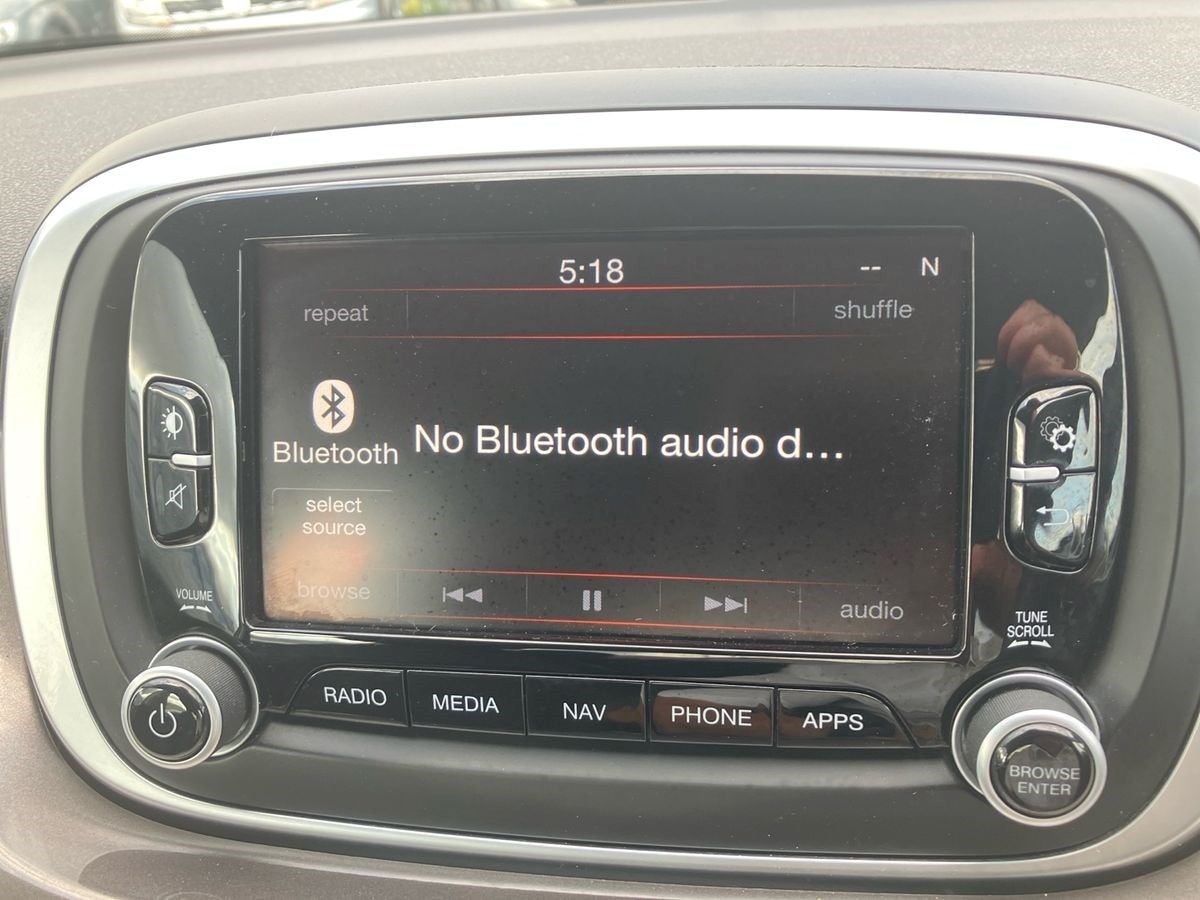 5:18 -- N
repeat
shuffle
Bluetooth
No Bluetooth audio d...
select
source
browse
audio
VOLUME
TUNE
SCROLL
RADIO
MEDIA
NAV
PHONE
APPS
BROWSE
ENTER